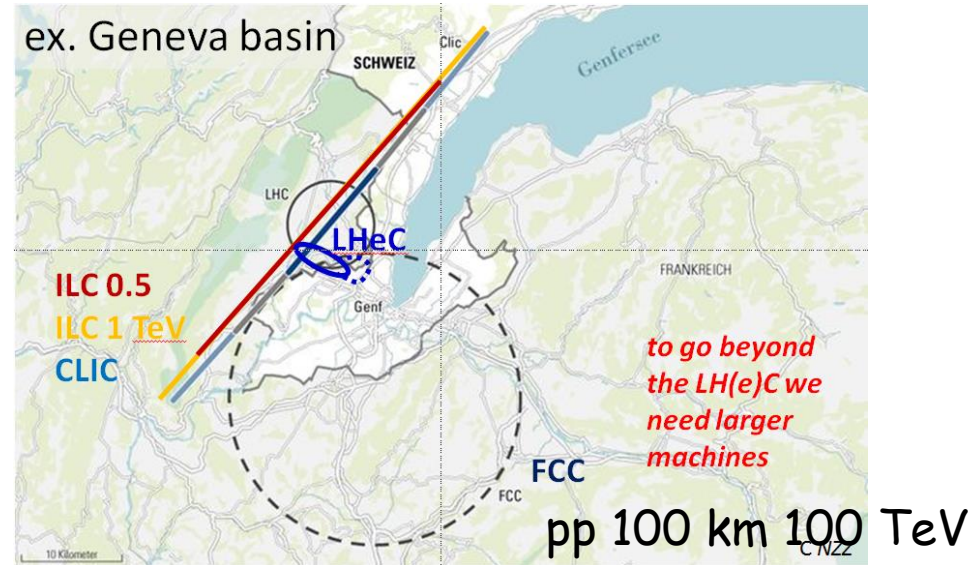 ex. Geneva basin
Clic
SCHWEIZ
Genfersee
LHC
LHeC
FRANKREICH
ILC 0.5
ILC 1 TeV
CLIC
Genf
to go beyond
the LH(e)C we
need larger
machines
FCC
FCC
pp 100 km 100 TeV
C NZZ
10 Kilometer